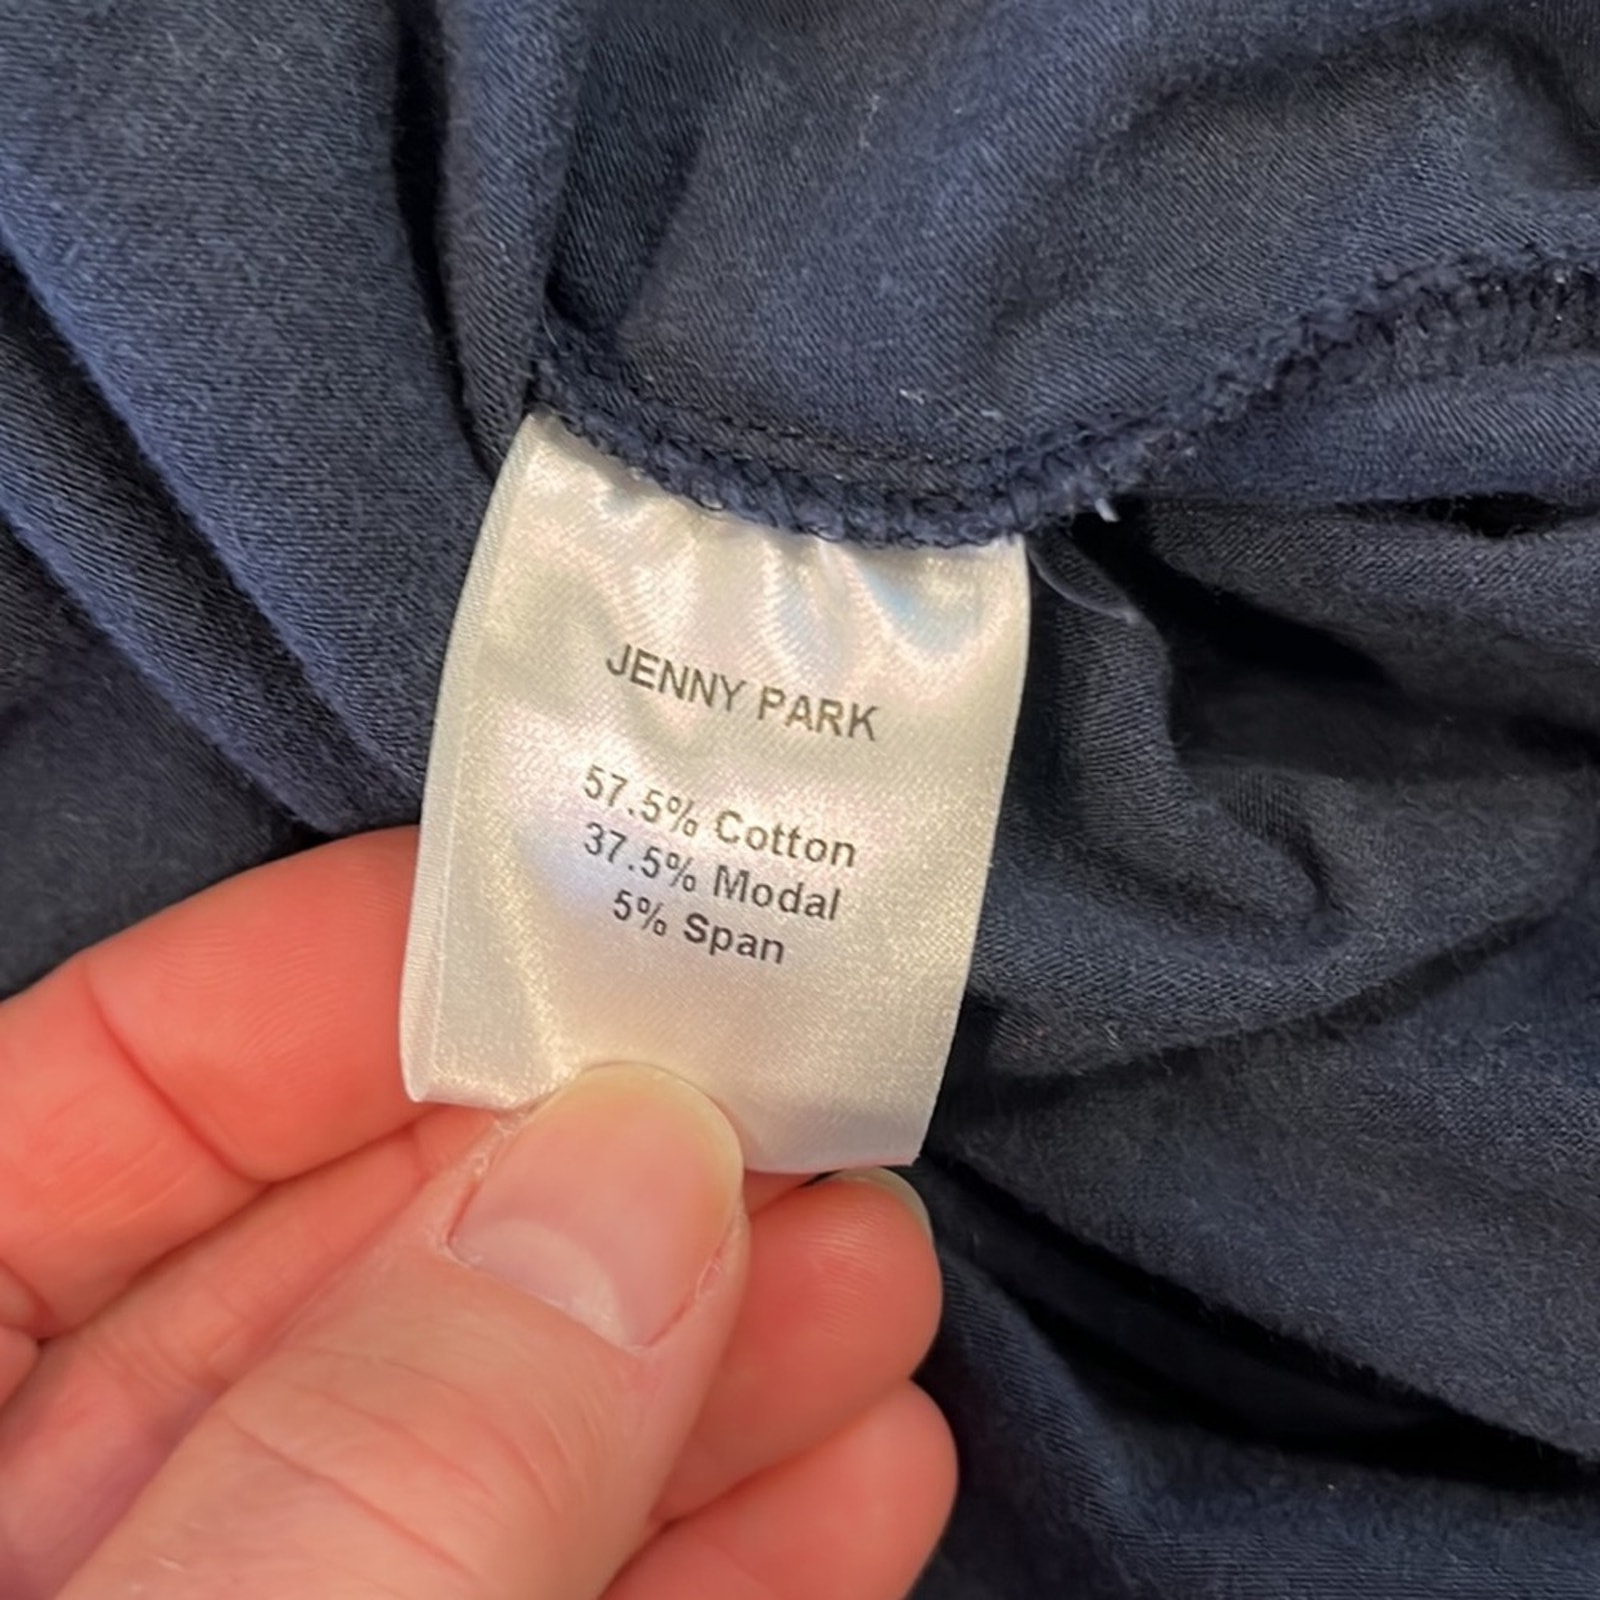 JENNY PARK
57.5% Cotton
37.5% Modal
5% Span